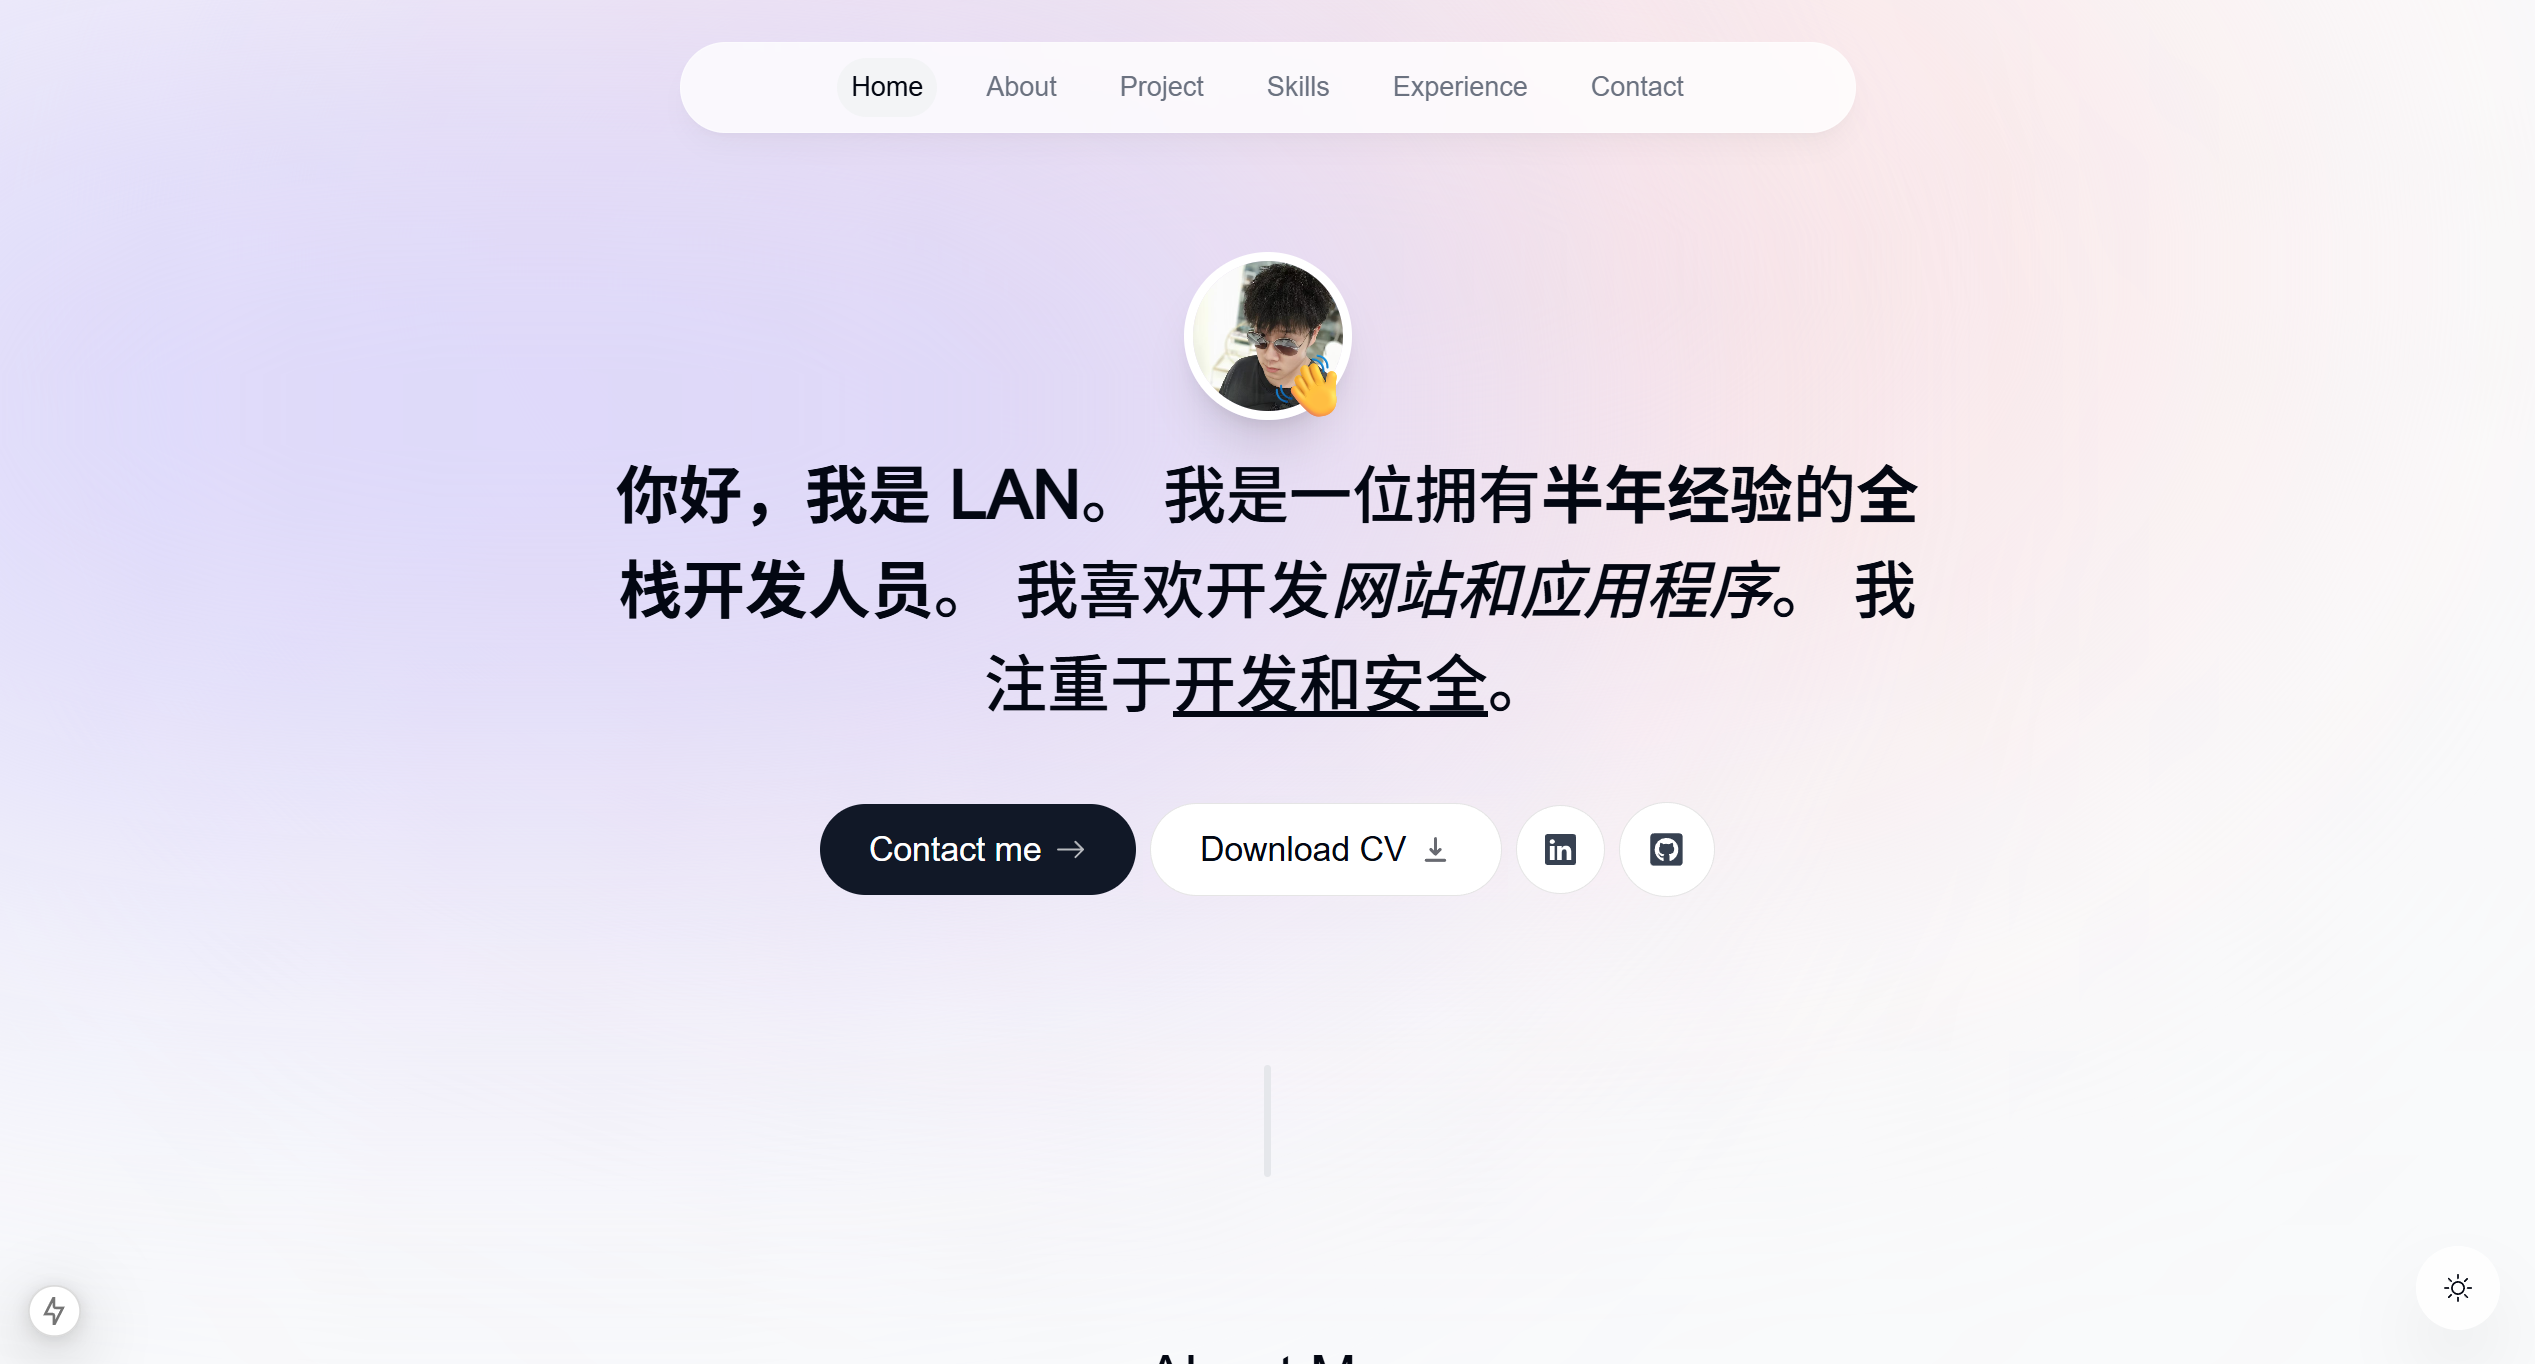 Home About Project Skills Experience Contact
你好，我是 LAN。 我是一位拥有半年经验的全
栈开发人员。 我喜欢开发网站和应用程序。 我
注重于开发和安全。
Contact me Download CV in